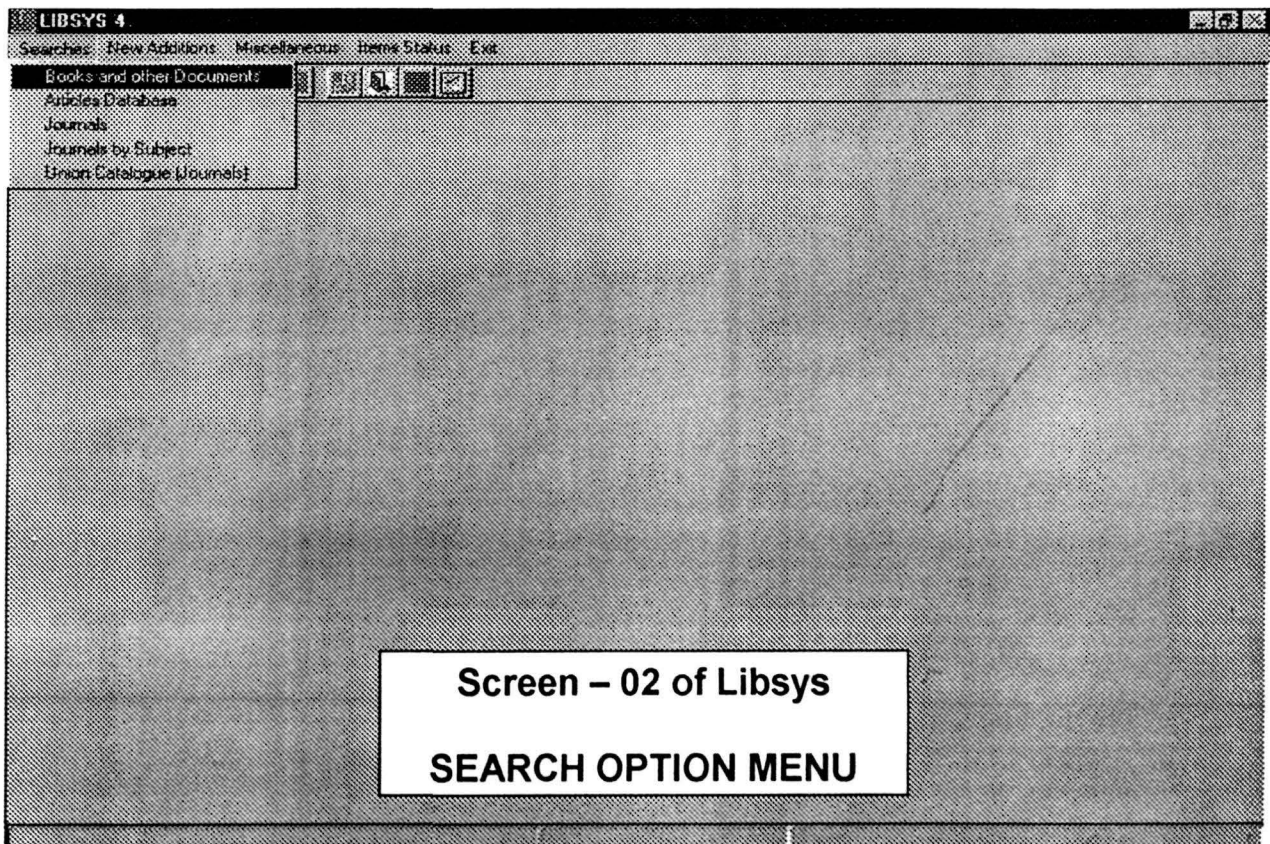 LIBSYS 4
Searches New Additions Miscellaneous Items Status Exit
Books and other Documents
Articles Database
Journals
Journals by Subject
Union Catalogue (Journals)
Screen – 02 of Libsys
SEARCH OPTION MENU